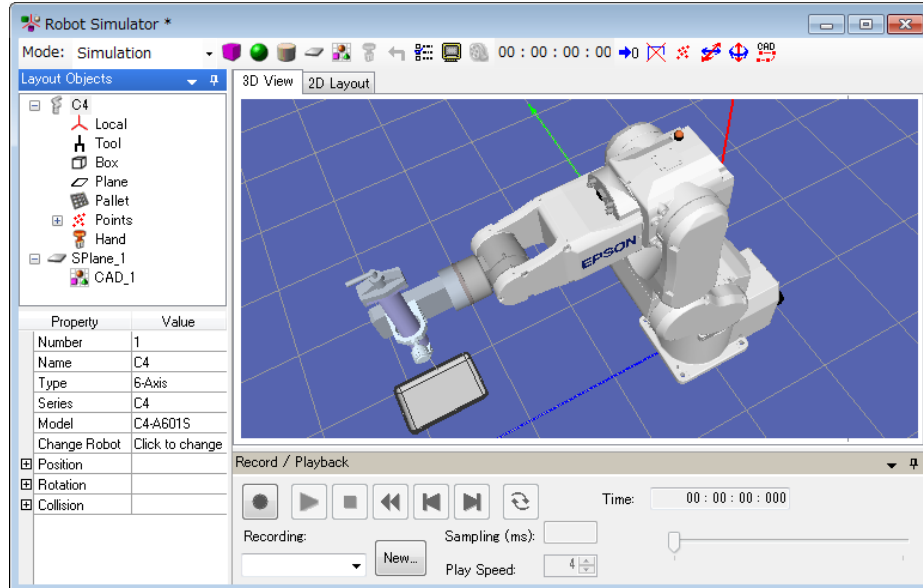 Robot Simulator *
Mode: Simulation 00 : 00 : 00 : 00 CAD
Layout Objects
3D View 2D Layout
C4
Local
Tool
Box
Plane
Pallet
Points
Hand
SPlane_1
CAD_1
EPSON
Property Value
Number 1
Name C4
Type 6-Axis
Series C4
Model C4-A601S
Change Robot Click to change
Position
Rotation
Collision
Record / Playback
Time: 00 : 00 : 00 : 000
Recording: Sampling (ms):
New... Play Speed: 4